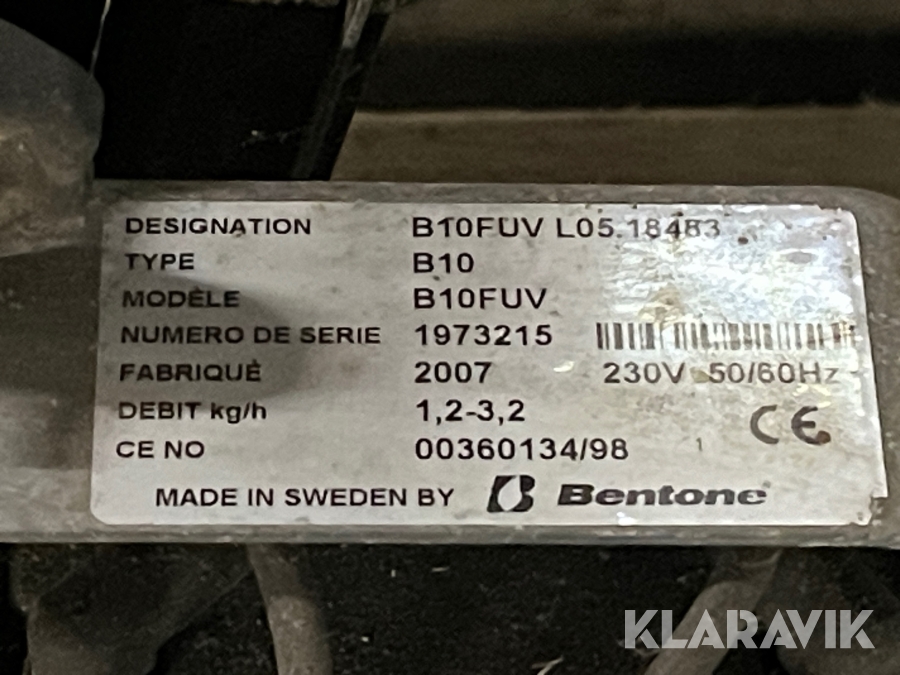 DESIGNATION B10FUV L05.18483
TYPE B10
MODÈLE B10FUV
NUMERO DE SERIE 1973215
FABRIQUÈ 2007 230V 50/60Hz
DEBIT kg/h 1,2-3,2
CE NO 00360134/98
CE
MADE IN SWEDEN BY Bentone
KLARAVIK